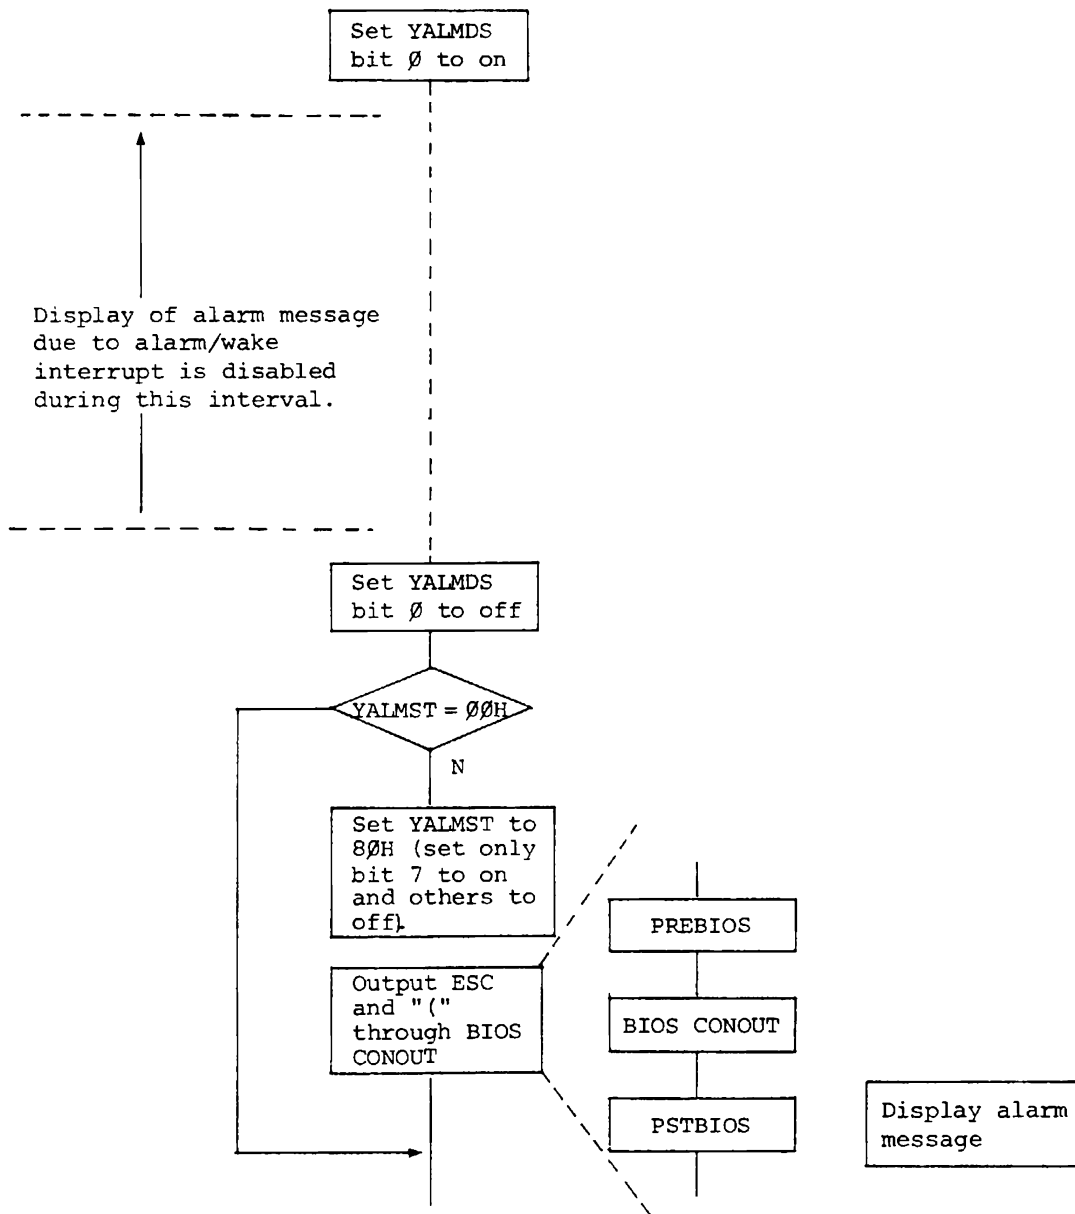 Set YALMDS
bit Ø to on
Display of alarm message
due to alarm/wake
interrupt is disabled
during this interval.
Set YALMDS
bit Ø to off
YALMST = ØØH
N
Set YALMST to
8ØH (set only
bit 7 to on
and others to
off).
Output ESC
and "("
through BIOS
CONOUT
PREBIOS
BIOS CONOUT
PSTBIOS
Display alarm
message